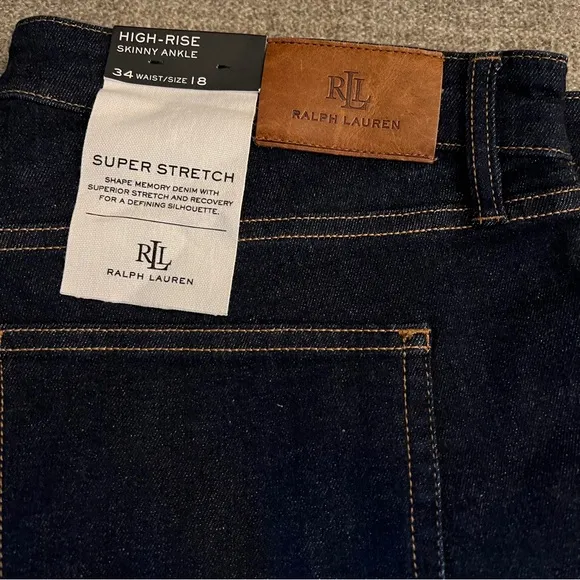 HIGH-RISE
SKINNY ANKLE
34 WAIST/SIZE 18
SUPER STRETCH
SHAPE MEMORY DENIM WITH
SUPERIOR STRETCH AND RECOVERY
FOR A DEFINING SILHOUETTE.
RLL
RALPH LAUREN
RLL
RALPH LAUREN